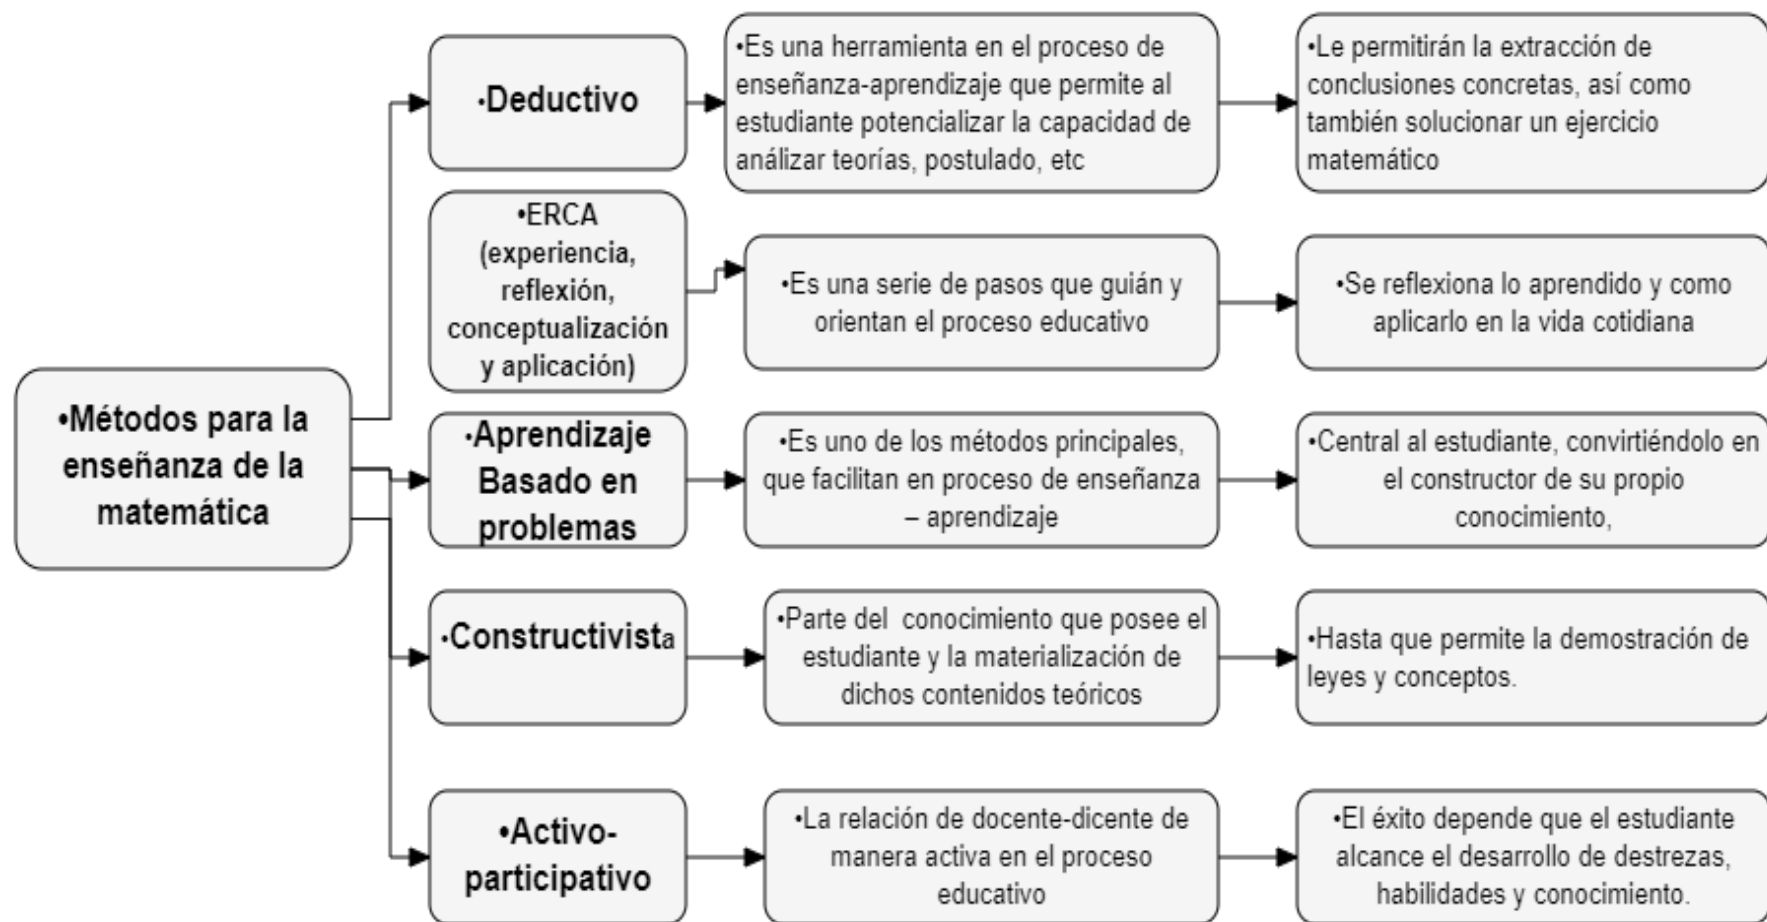 •Métodos para la
enseñanza de la
matemática
•Deductivo
•Es una herramienta en el proceso de
enseñanza-aprendizaje que permite al
estudiante potencializar la capacidad de
análizar teorías, postulado, etc
•Le permitirán la extracción de
conclusiones concretas, así como
también solucionar un ejercicio
matemático
•ERCA
(experiencia,
reflexión,
conceptualización
y aplicación)
•Es una serie de pasos que guián y
orientan el proceso educativo
•Se reflexiona lo aprendido y como
aplicarlo en la vida cotidiana
•Aprendizaje
Basado en
problemas
•Es uno de los métodos principales,
que facilitan en proceso de enseñanza
– aprendizaje
•Central al estudiante, convirtiéndolo en
el constructor de su propio
conocimiento,
•Constructivista
•Parte del  conocimiento que posee el
estudiante y la materialización de
dichos contenidos teóricos
•Hasta que permite la demostración de
leyes y conceptos.
•Activo-
participativo
•La relación de docente-dicente de
manera activa en el proceso
educativo
•El éxito depende que el estudiante
alcance el desarrollo de destrezas,
habilidades y conocimiento.